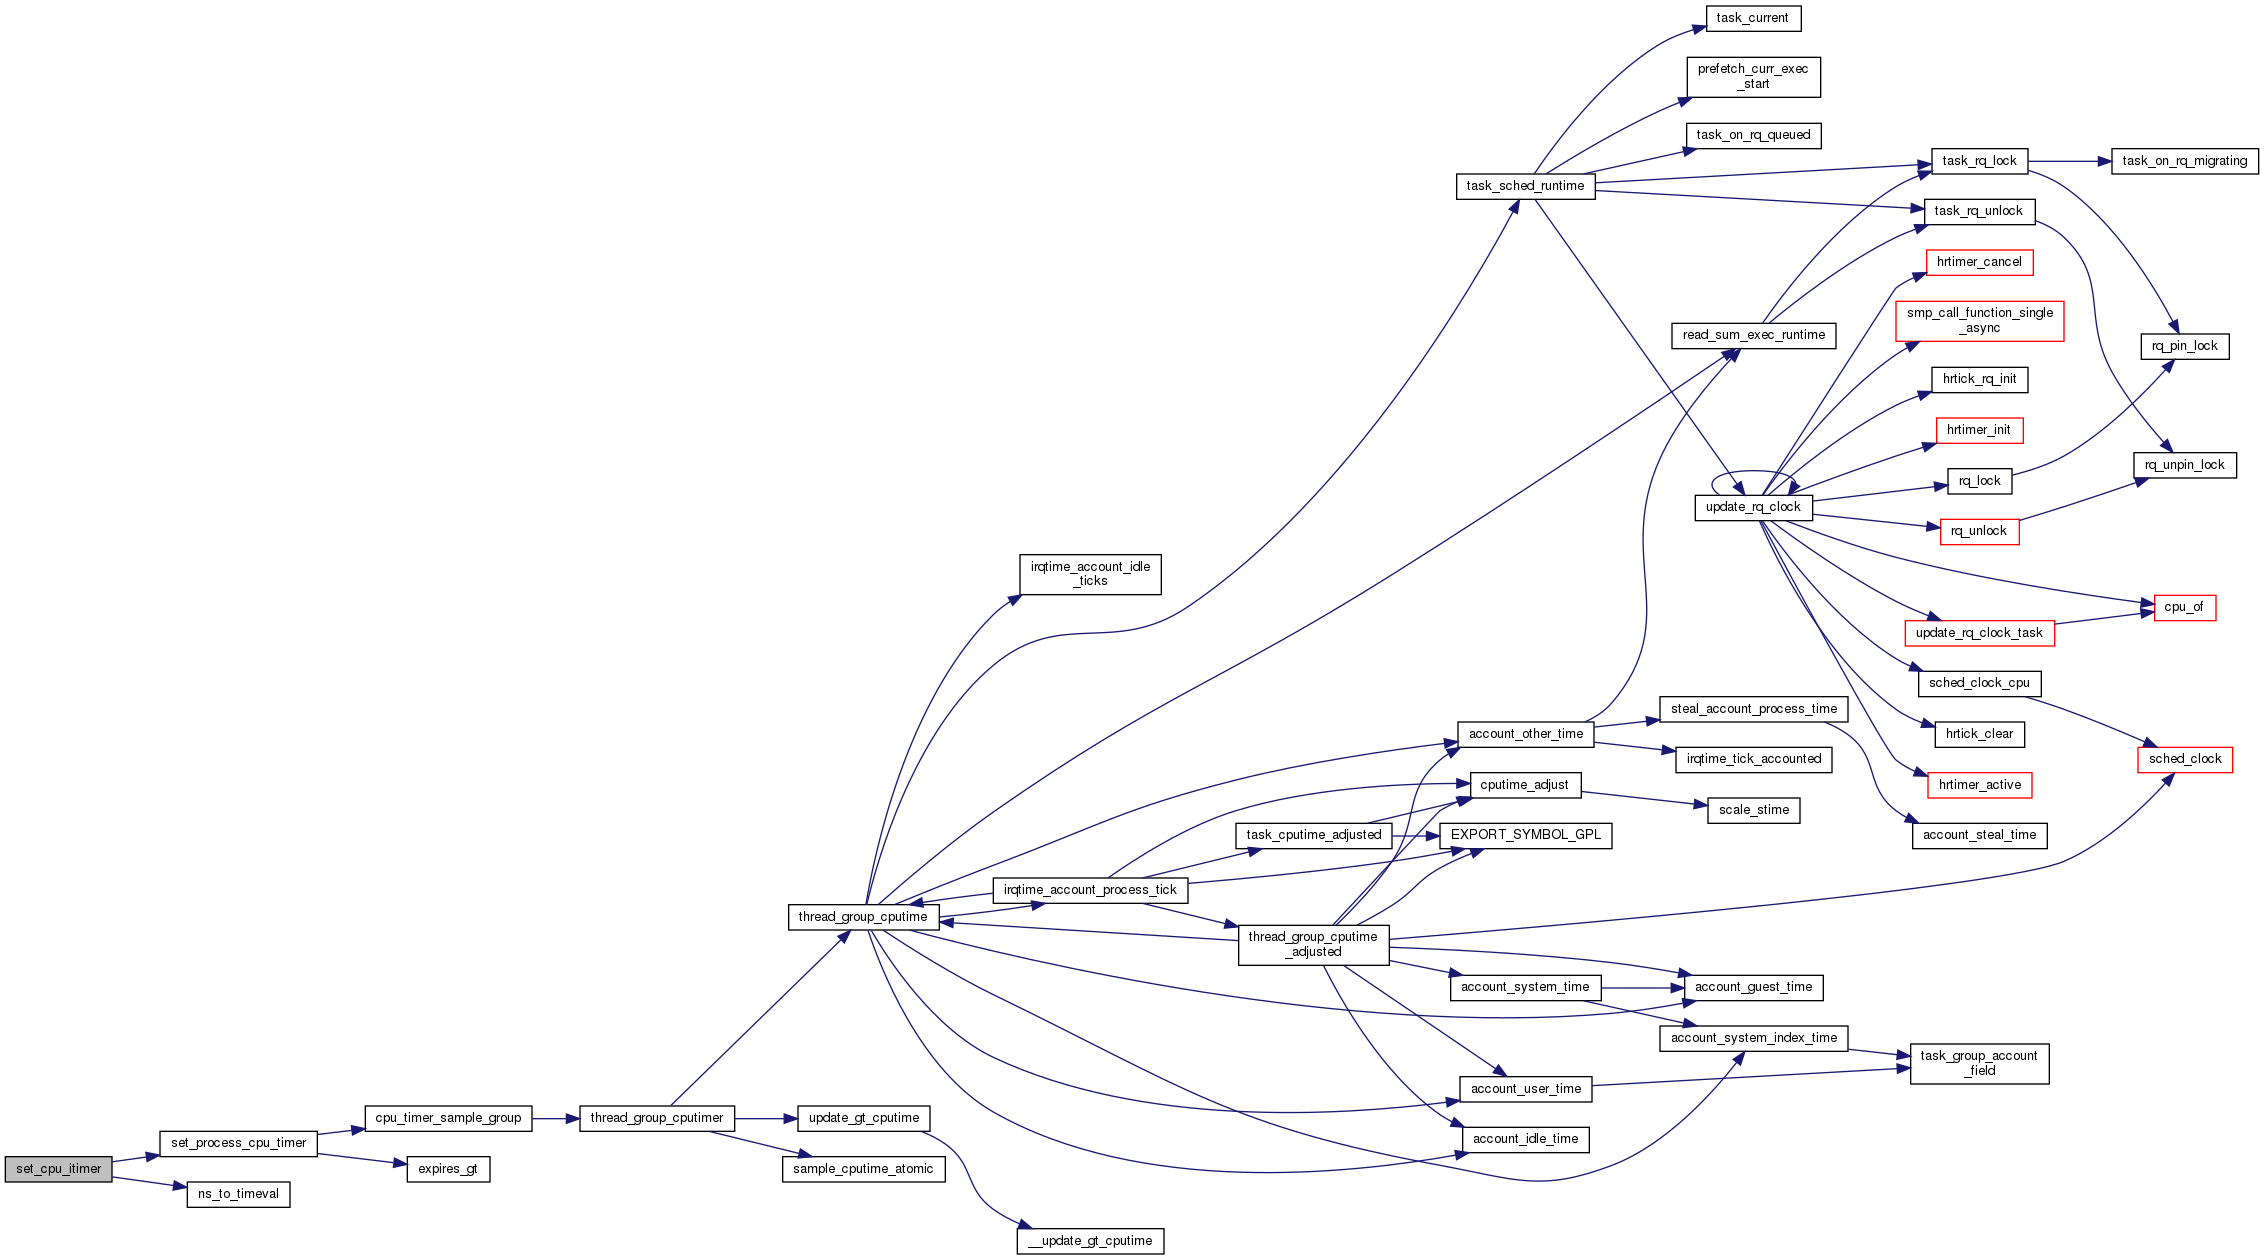 task_current
prefetch_curr_exec
_start
task_on_rq_queued
task_rq_lock
task_on_rq_migrating
task_sched_runtime
task_rq_unlock
hrtimer_cancel
smp_call_function_single
_async
read_sum_exec_runtime
rq_pin_lock
hrtick_rq_init
hrtimer_init
rq_unpin_lock
rq_lock
update_rq_clock
rq_unlock
irqtime_account_idle
_ticks
cpu_of
update_rq_clock_task
sched_clock_cpu
steal_account_process_time
account_other_time
hrtick_clear
irqtime_tick_accounted
sched_clock
cputime_adjust
hrtimer_active
scale_stime
task_cputime_adjusted
EXPORT_SYMBOL_GPL
account_steal_time
irqtime_account_process_tick
thread_group_cputime
thread_group_cputime
_adjusted
account_system_time
account_guest_time
account_system_index_time
task_group_account
_field
account_user_time
cpu_timer_sample_group
thread_group_cputimer
update_gt_cputime
account_idle_time
set_process_cpu_timer
set_cpu_itimer
expires_gt
sample_cputime_atomic
ns_to_timeval
__update_gt_cputime